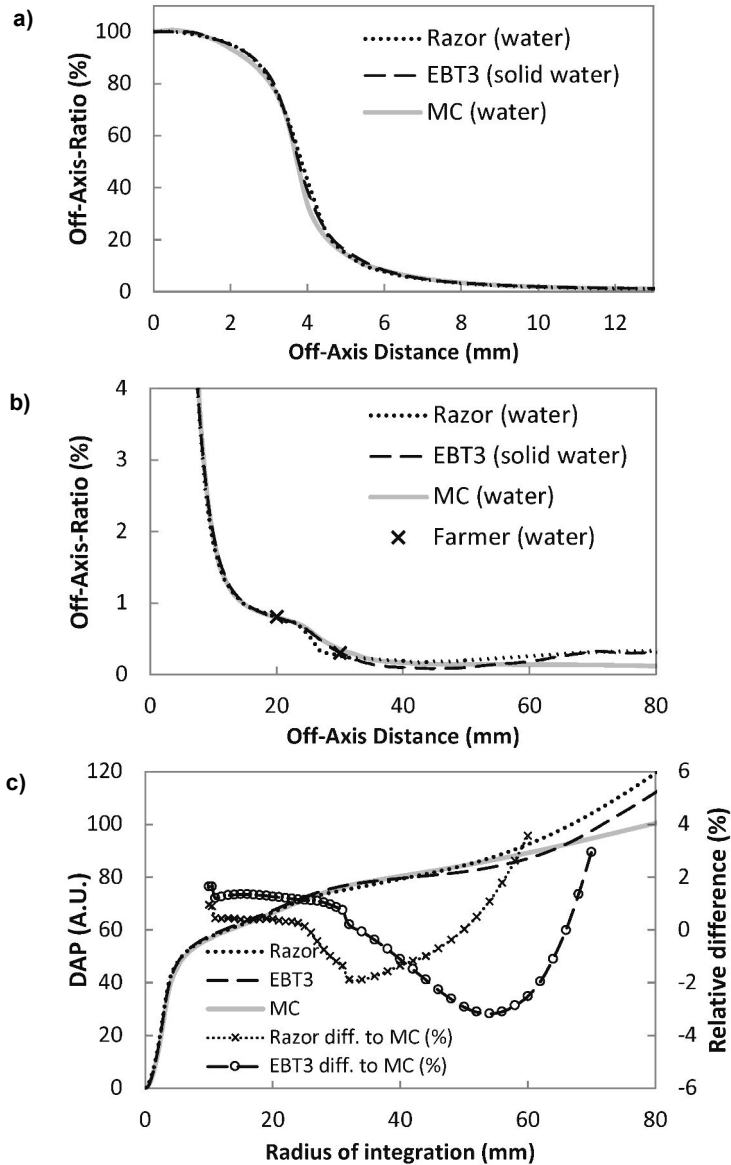 a)
Off-Axis-Ratio (%)
100
80
60
40
20
0
0 2 4 6 8 10 12
Off-Axis Distance (mm)
Razor (water)
EBT3 (solid water)
MC (water)
b)
Off-Axis-Ratio (%)
4
3
2
1
0
0 20 40 60 80
Off-Axis Distance (mm)
Razor (water)
EBT3 (solid water)
MC (water)
Farmer (water)
c)
DAP (A.U.)
120
100
80
60
40
20
0
0 20 40 60 80
Radius of integration (mm)
Razor
EBT3
MC
Razor diff. to MC (%)
EBT3 diff. to MC (%)
6
4
2
0
-2
-4
-6
Relative difference (%)